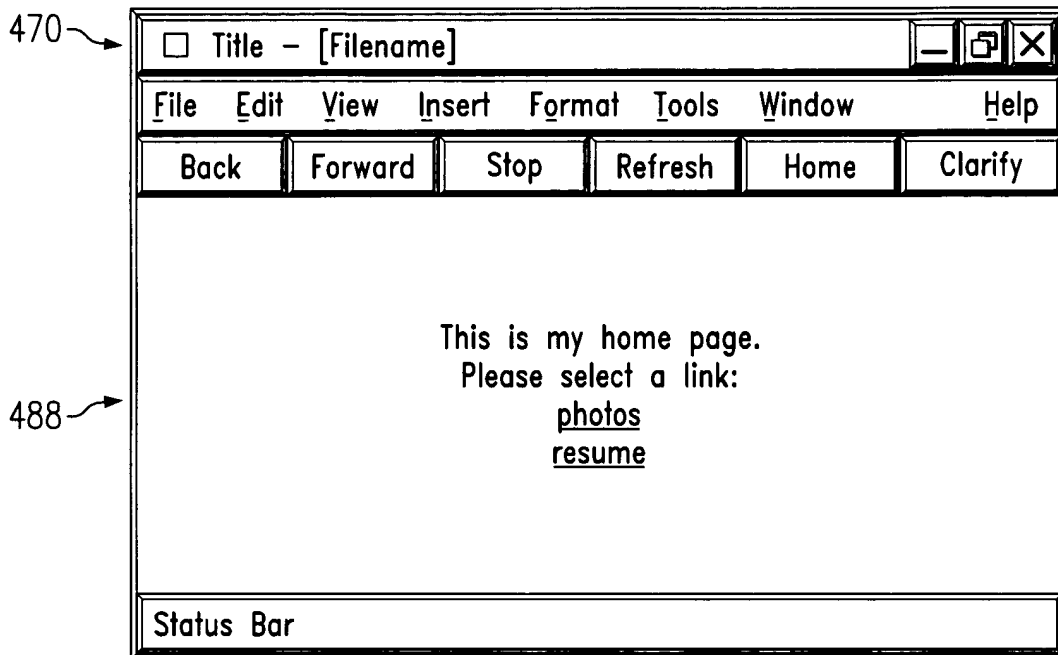 470
Title - [Filename]
File Edit View Insert Format Tools Window Help
Back Forward Stop Refresh Home Clarify
This is my home page.
Please select a link:
photos
488
resume
Status Bar